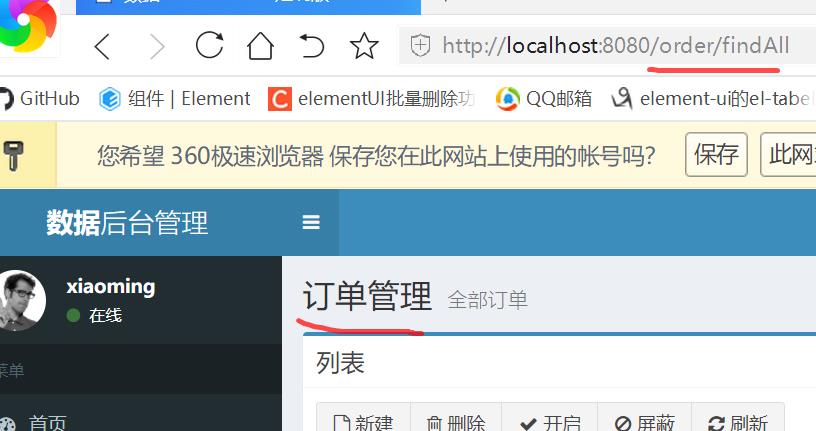 数据
http://localhost:8080/order/findAll
GitHub 组件 | Element elementUI批量删除功 QQ邮箱 element-ui的el-tabel
您希望 360极速浏览器 保存您在此网站上使用的帐号吗? 保存 此网
数据后台管理
xiaoming
在线
订单管理 全部订单
菜单
列表
首页
新建 删除 开启 屏蔽 刷新